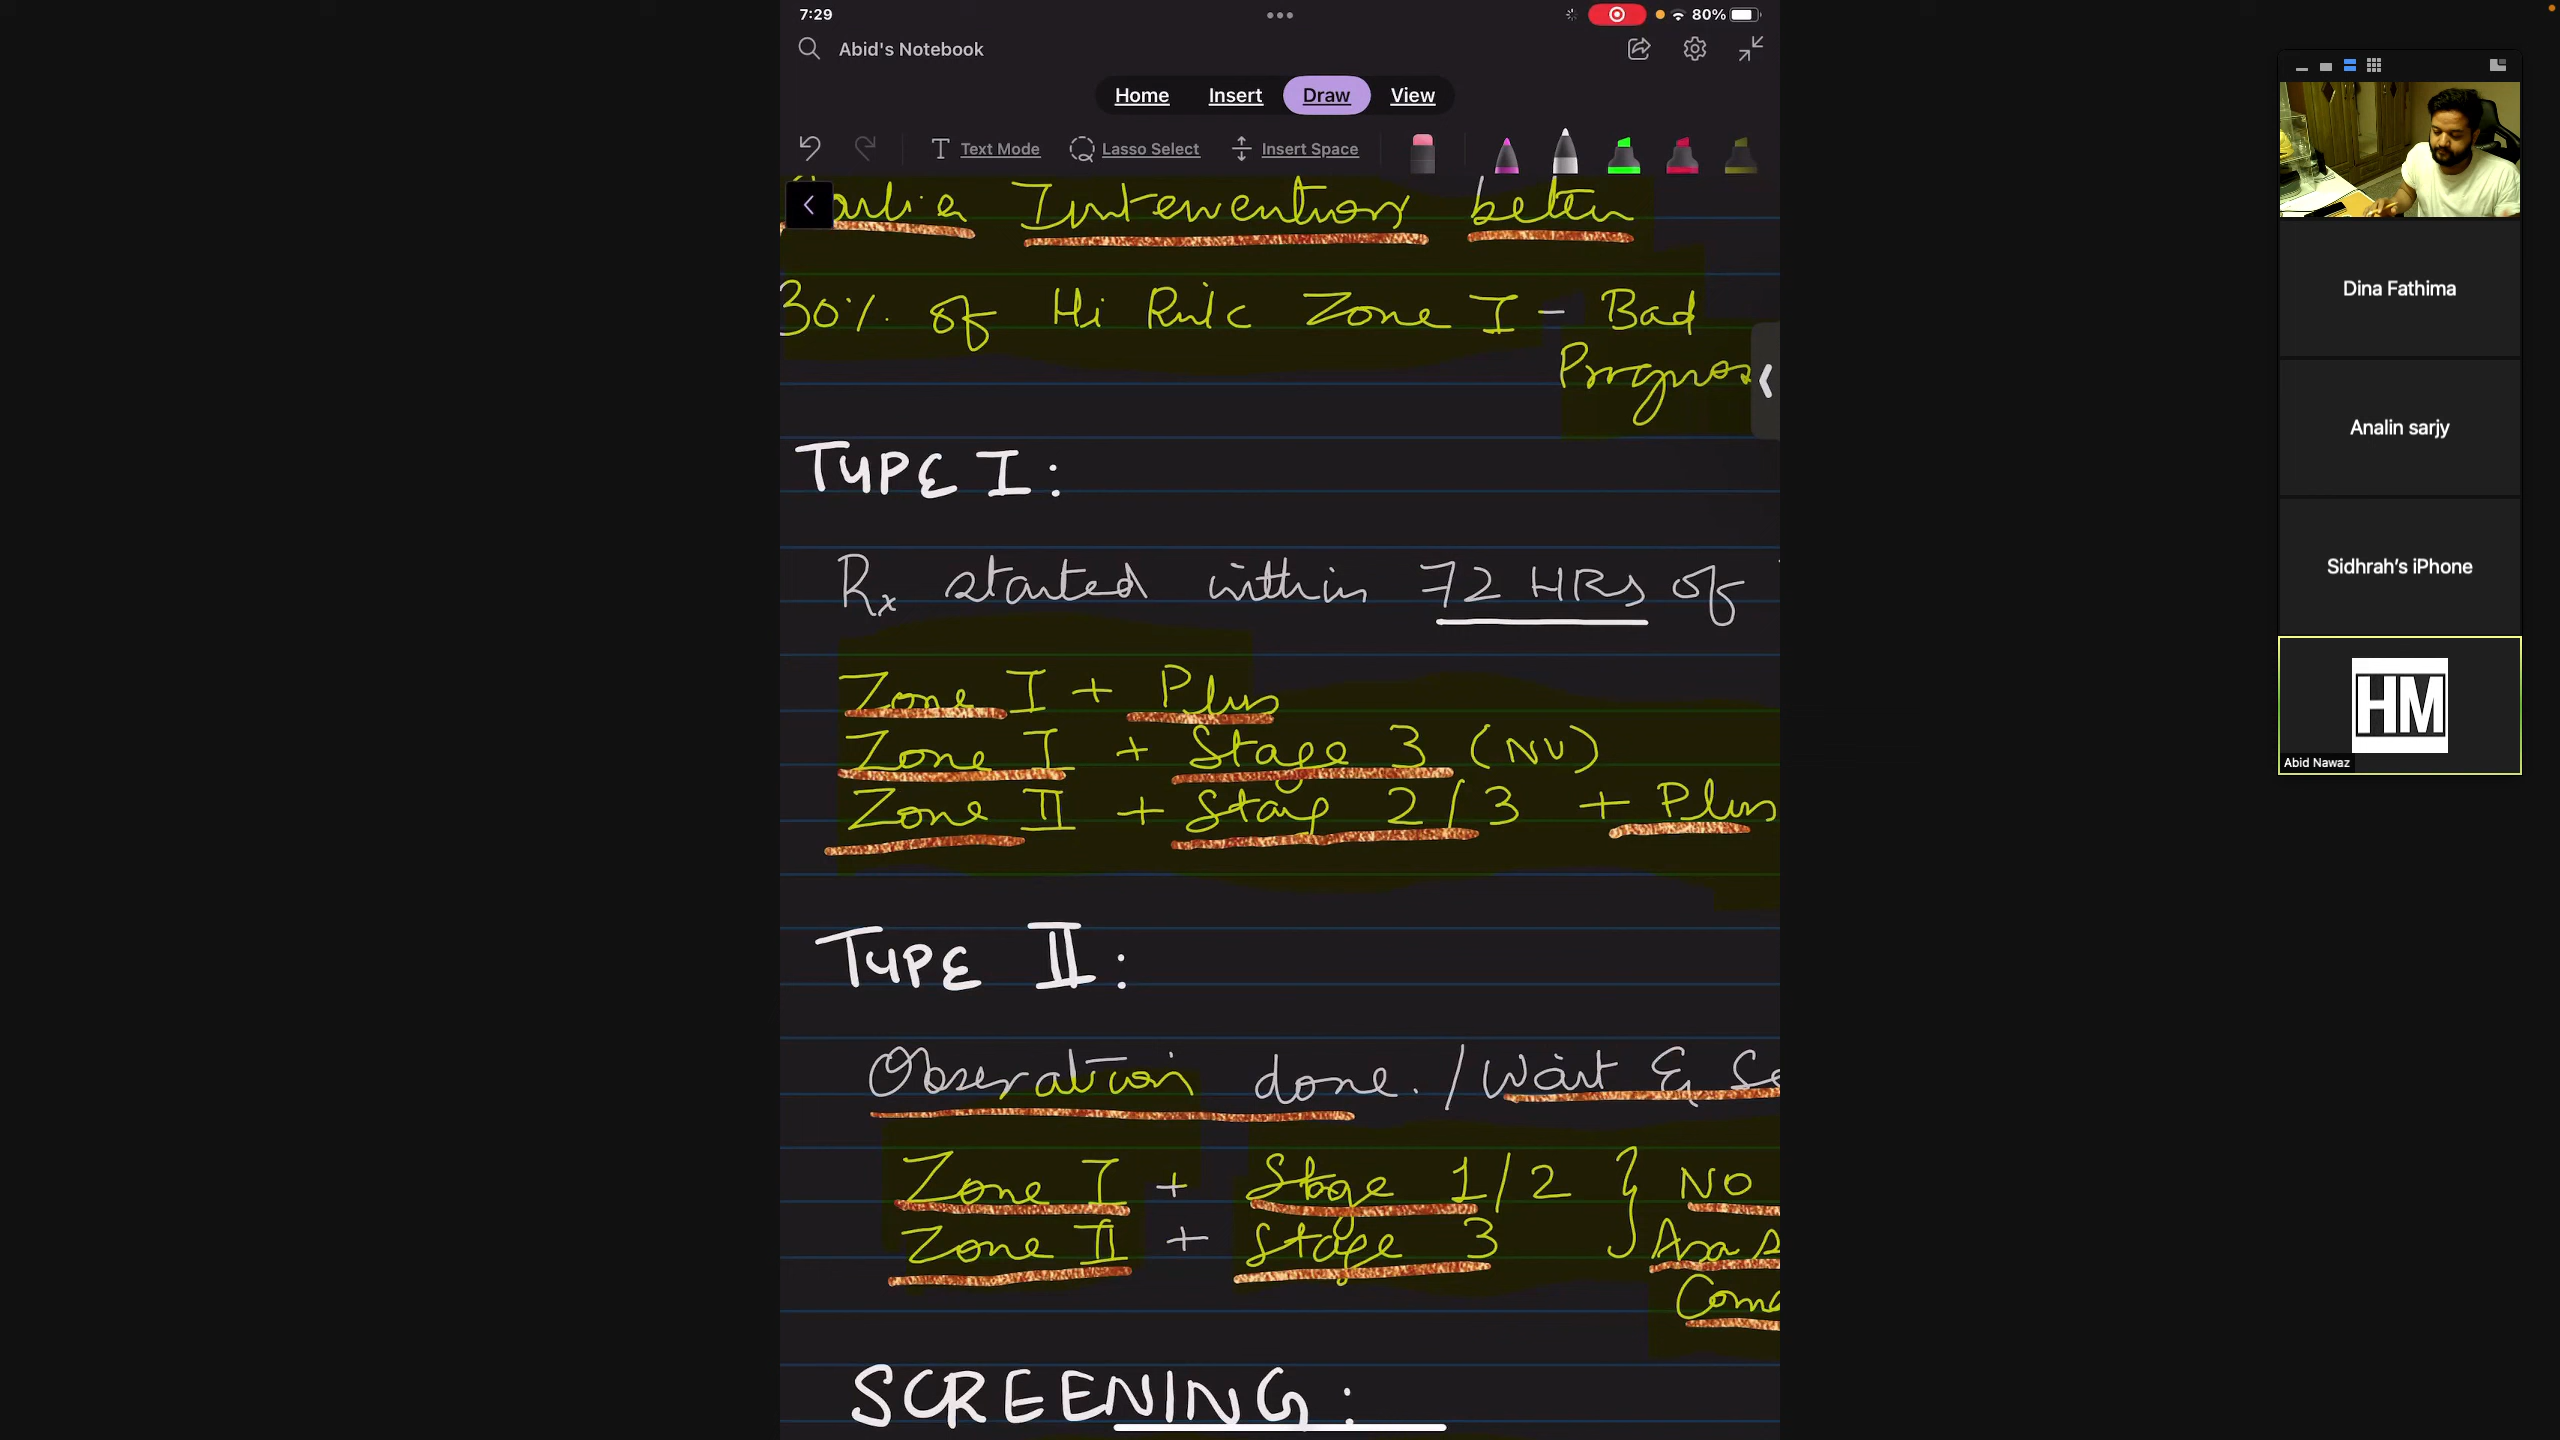 7:29
80%
Abid's Notebook
Home Insert Draw View
Text Mode Lasso Select Insert Space
Intervention
30% of Hi Zone I - Bad
TYPE I :
Rx started within 72 HRs of
Zone I + Plus
Zone I + Stage 3 (NV)
Zone II + Stage 2/3 + Plus
TYPE II :
Observation done. / Wait &
Zone I + Stage 1/2 } NO
Zone II + Stage 3
SCREENING :
Dina Fathima
Analin sarjy
Sidhrah's iPhone
HM
Abid Nawaz